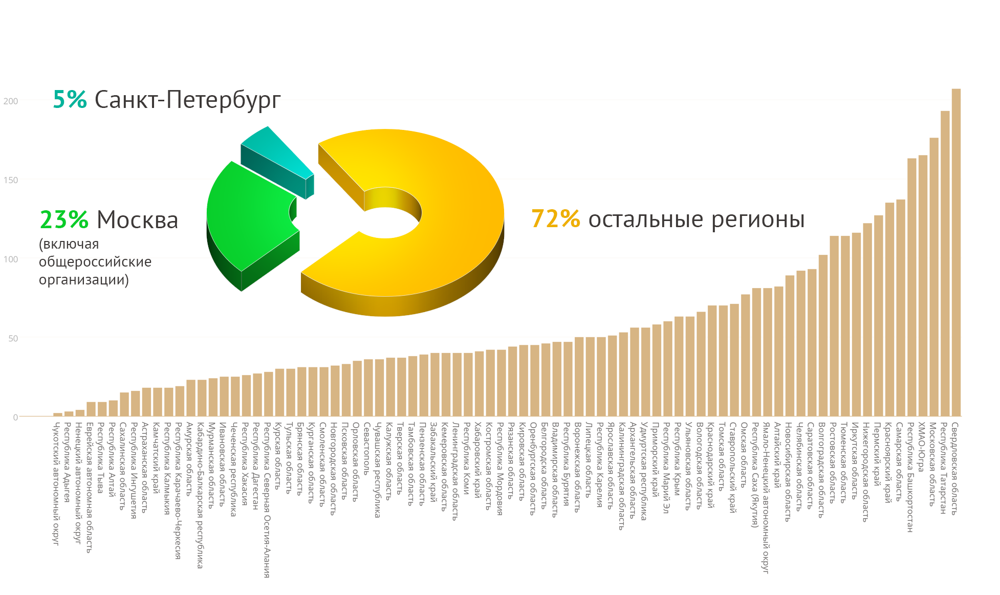 5% Санкт-Петербург
23% Москва
(включая
общероссийские
организации)
72% остальные регионы
200
150
100
50
0
Чукотский автономный округ
Республика Адыгея
Ненецкий автономный округ
Еврейская автономная область
Республика Тыва
Республика Алтай
Сахалинская область
Республика Ингушетия
Астраханская область
Камчатский край
Республика Калмыкия
Республика Карачаево-Черкесия
Амурская область
Кабардино-Балкарская республика
Мурманская область
Ивановская область
Чеченская республика
Республика Хакасия
Республика Дагестан
Республика Северная Осетия-Алания
Курская область
Тульская область
Брянская область
Курганская область
Смоленская область
Новгородская область
Псковская область
Орловская область
Севастополь
Чувашская республика
Калужская область
Тверская область
Тамбовская область
Пензенская область
Забакальский край
Кемеровская область
Ленинградская область
Республика Коми
Хабаровский край
Костромская область
Республика Мордовия
Рязанская область
Кировская область
Оренбургская область
Белгородска область
Владимирская область
Республика Бурятия
Воронежская область
Липецкая область
Республика Карелия
Ярославская область
Калининградская область
Архангельская область
Удмуртская республика
Приморский край
Республика Марий Эл
Республика Крым
Ульяновская область
Вологодская область
Краснодарский край
Томская область
Ставропольский край
Омская область
Республика Саха (Якутия)
Ямало-Ненецкий автономный округ
Алтайский край
Новосибирская область
Челябинская область
Саратовская область
Волгоградская область
Ростовская область
Тюменская область
Иркутская область
Нижегородская область
Пермский край
Красноярский край
Самарская область
Республика Башкортостан
ХМАО-Югра
Московская область
Республика Татарстан
Свердловская область